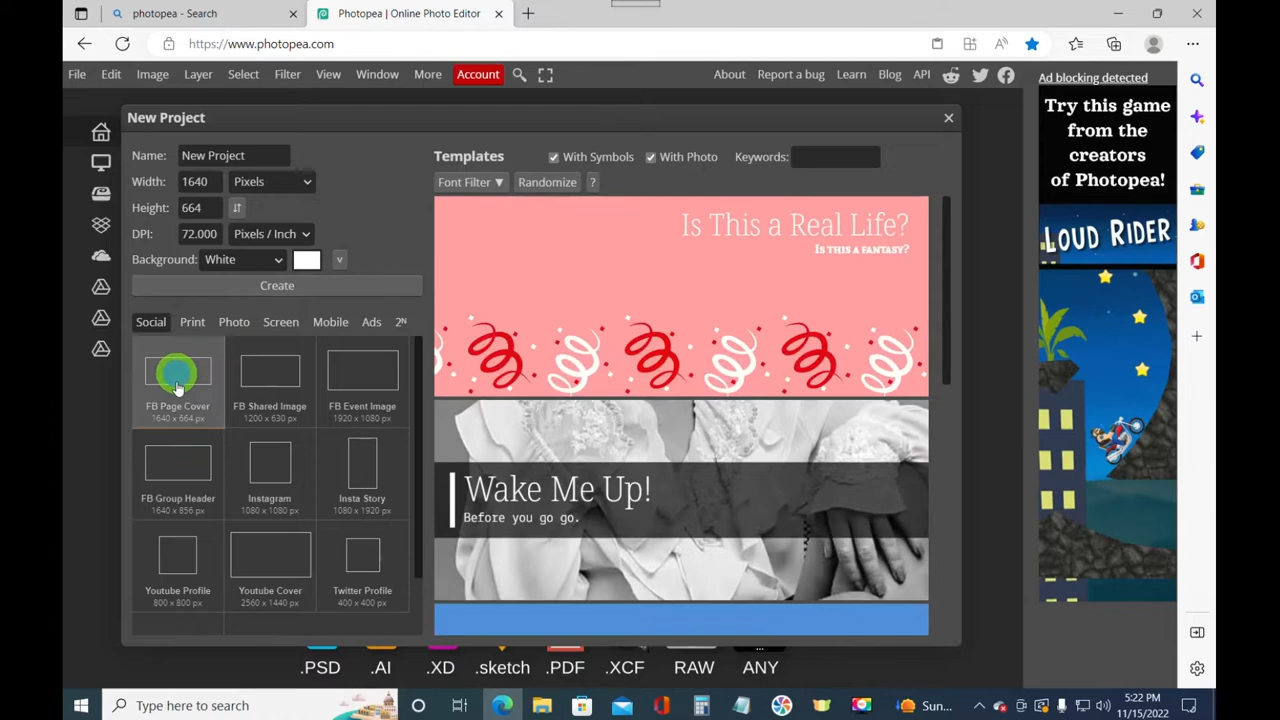 photopea - Search
Photopea | Online Photo Editor
https://www.photopea.com
File Edit Image Layer Select Filter View Window More Account
About Report a bug Learn Blog API
Ad blocking detected
New Project
Name: New Project
Width: 1640 Pixels
Height: 664
DPI: 72.000 Pixels / Inch
Background: White v
Create
Social Print Photo Screen Mobile Ads 2ᴺ
FB Page Cover
1640 x 664 px
FB Shared Image
1200 x 630 px
FB Event Image
1920 x 1080 px
FB Group Header
1640 x 856 px
Instagram
1080 x 1080 px
Insta Story
1080 x 1920 px
Youtube Profile
800 x 800 px
Youtube Cover
2560 x 1440 px
Twitter Profile
400 x 400 px
Templates With Symbols With Photo Keywords:
Font Filter ▼ Randomize ?
Is This a Real Life?
Is this a fantasy?
Wake Me Up!
Before you go go.
Try this game
from the
creators
of Photopea!
LOUD RIDER
.PSD .AI .XD .sketch .PDF .XCF RAW ANY
Type here to search
Sun...
5:22 PM
11/15/2022